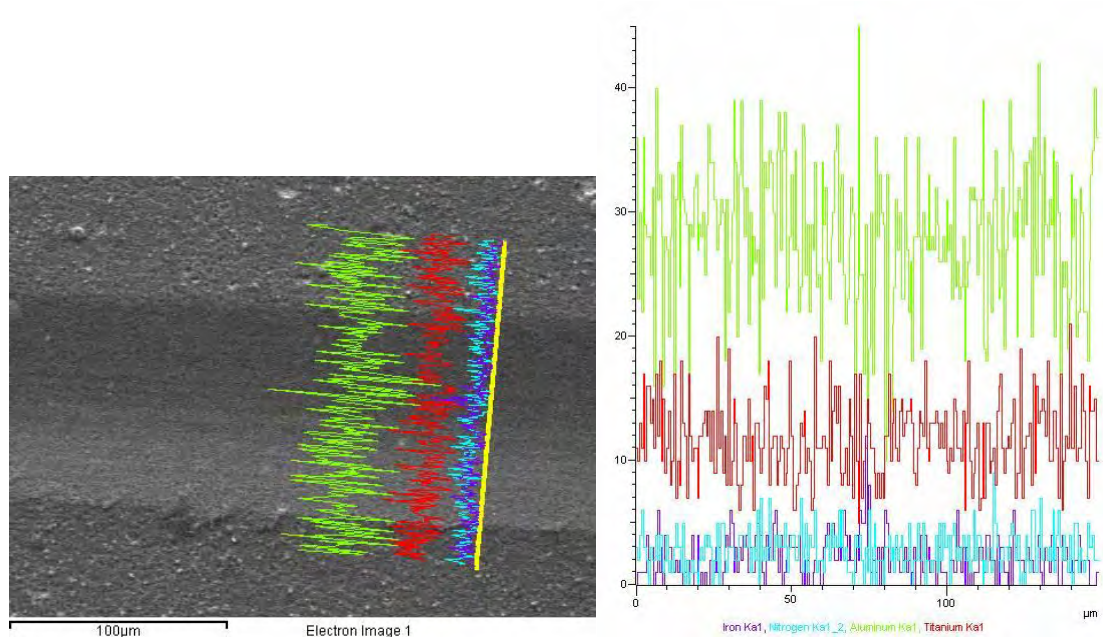 40
30
20
10
0
0 50 100 µm
100µm Electron Image 1
Iron Ka1, Nitrogen Ka1_2, Aluminum Ka1, Titanium Ka1